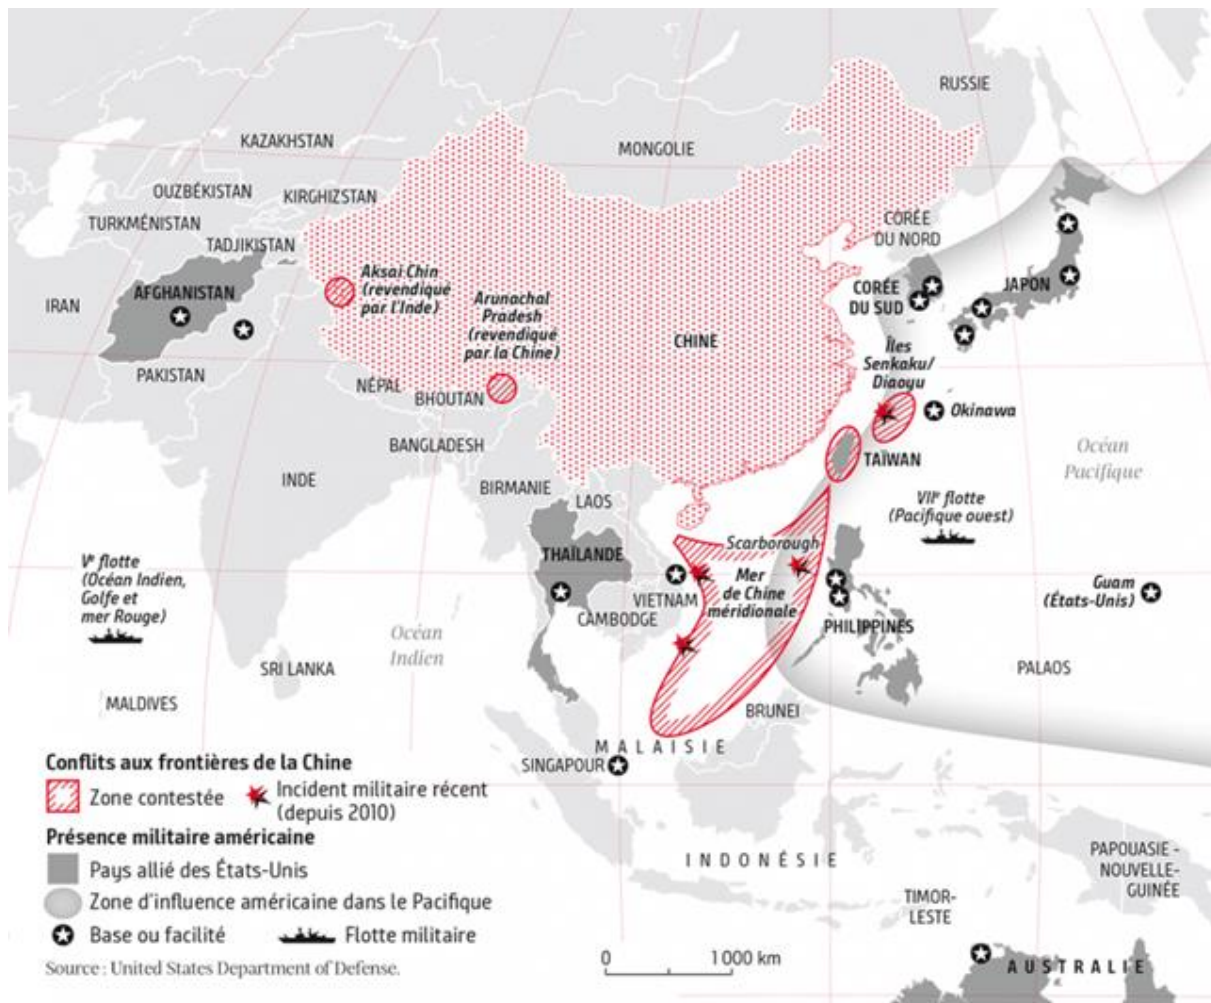 RUSSIE
KAZAKHSTAN
MONGOLIE
OUZBÉKISTAN
KIRGHIZSTAN
TURKMÉNISTAN
TADJIKISTAN
CORÉE
DU NORD
IRAN
AFGHANISTAN
Aksai Chin
(revendiqué
par l'Inde)
Arunachal
Pradesh
(revendiqué
par la Chine)
CHINE
CORÉE
DU SUD
JAPON
PAKISTAN
NÉPAL
BHOUTAN
Îles
Senkaku/
Diaoyu
Okinawa
BANGLADESH
TAÏWAN
Océan
Pacifique
INDE
BIRMANIE
LAOS
VIIe flotte
(Pacifique ouest)
THAÏLANDE
Scarborough
Mer
de Chine
méridionale
Ve flotte
(Océan Indien,
Golfe et
mer Rouge)
VIETNAM
CAMBODGE
Guam
(États-Unis)
PHILIPPINES
Océan
Indien
SRI LANKA
PALAOS
MALDIVES
BRUNEI
MALAISIE
SINGAPOUR
INDONÉSIE
PAPOUASIE -
NOUVELLE-
GUINÉE
TIMOR-
LESTE
AUSTRALIE
Conflits aux frontières de la Chine
Zone contestée
Incident militaire récent
(depuis 2010)
Présence militaire américaine
Pays allié des États-Unis
Zone d'influence américaine dans le Pacifique
Base ou facilité
Flotte militaire
Source : United States Department of Defense.
0 1 000 km